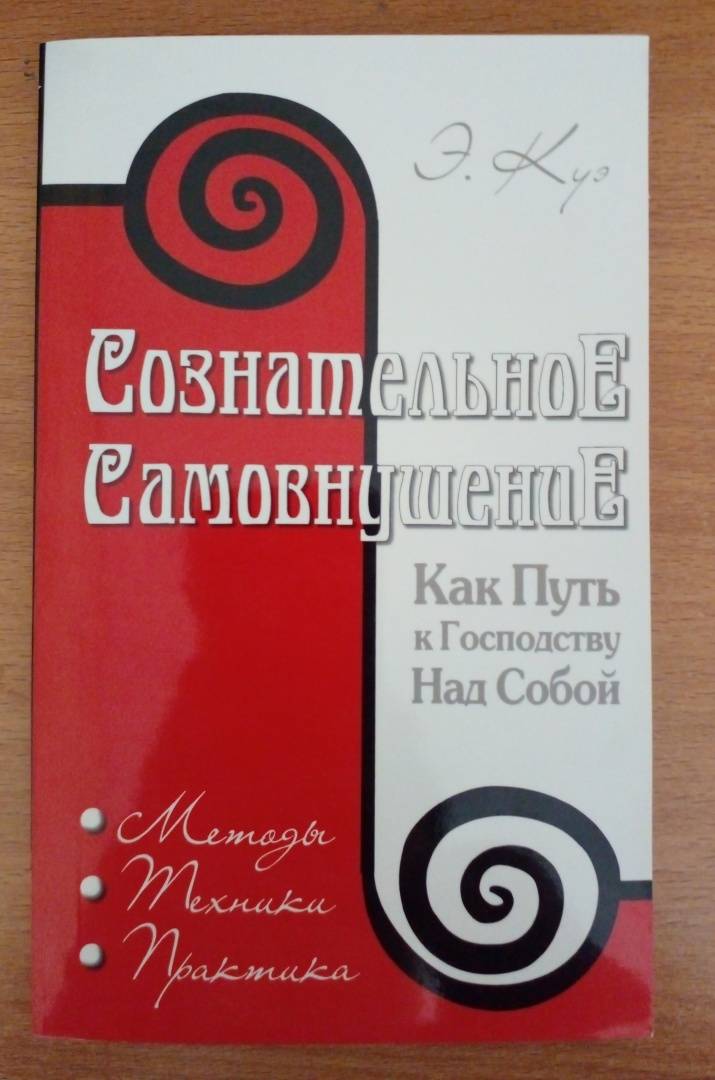 Э. Куэ
СознательноЕ
СамовнушениЕ
Как Путь
к Господству
Над Собой
Методы
Техники
Практика